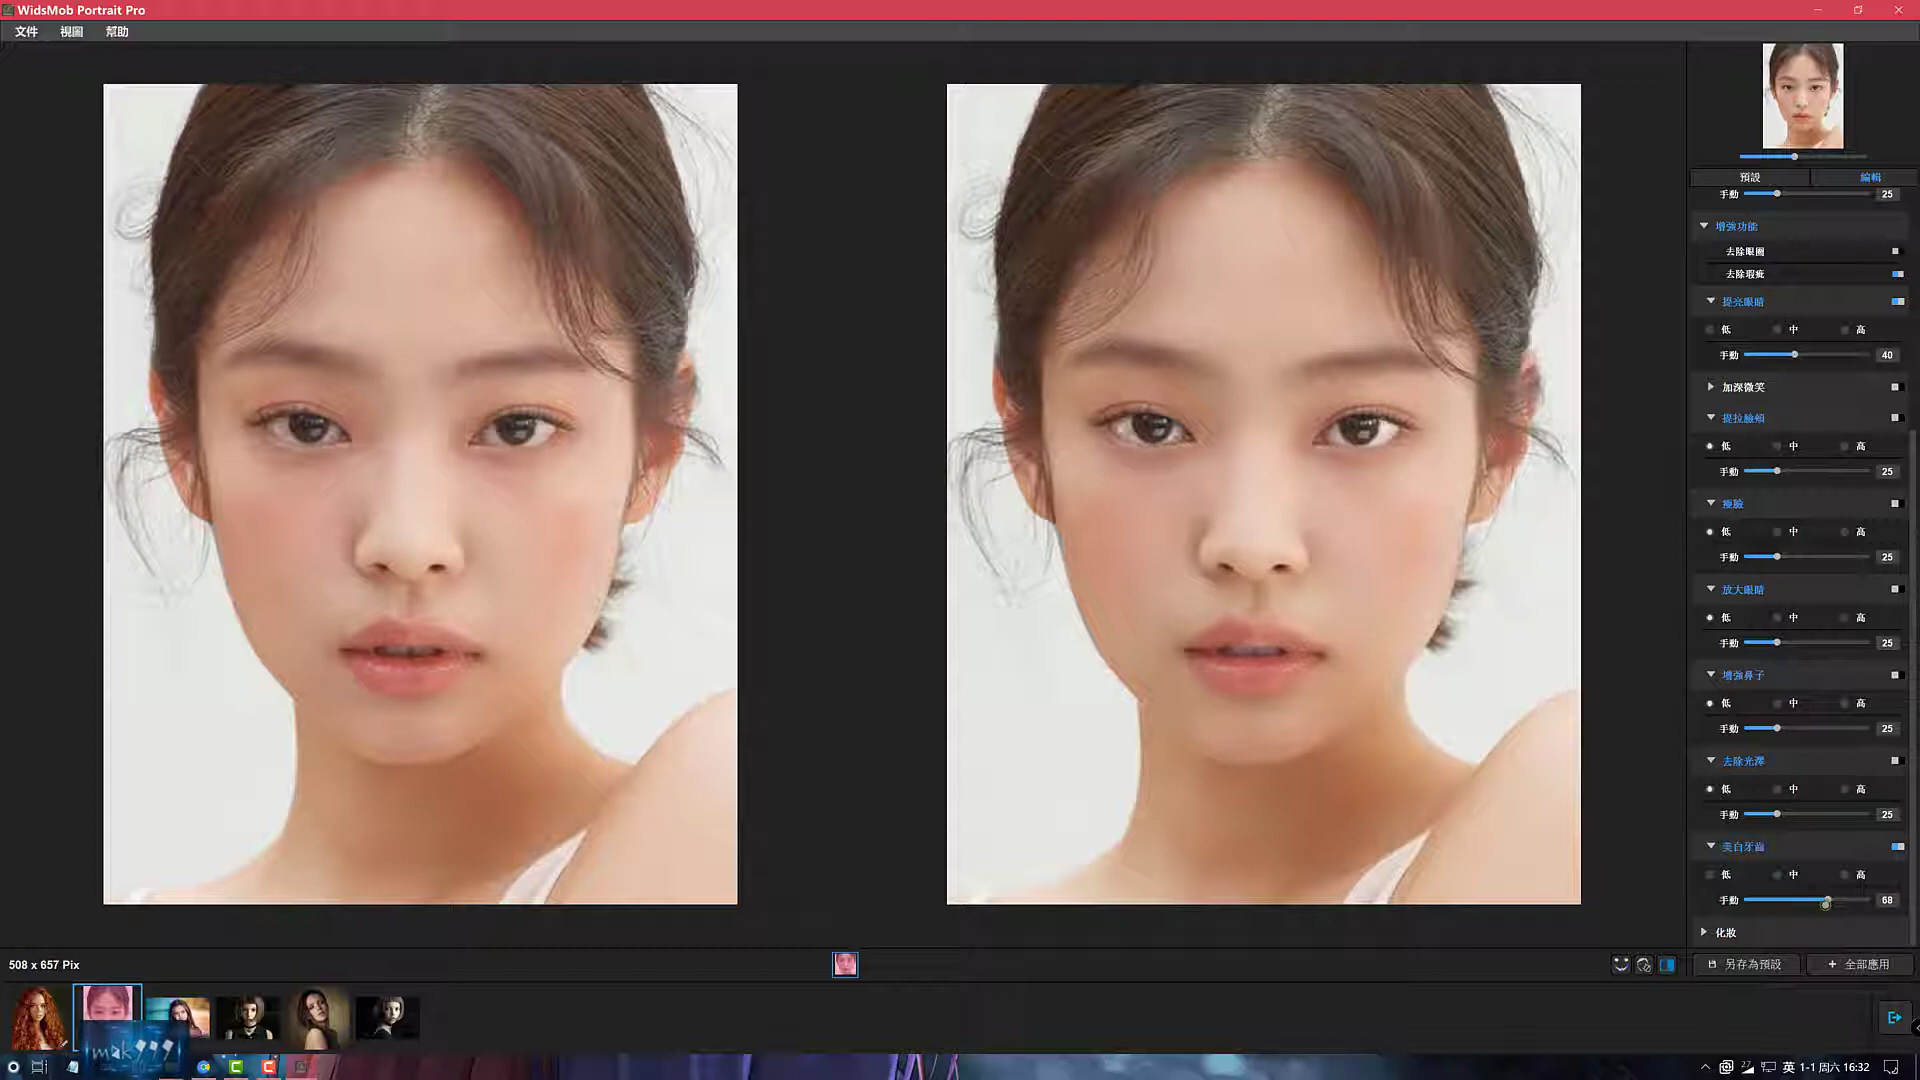 WidsMob Portrait Pro
文件 視圖 幫助
預設 編輯
手動 25
增強功能
去除眼圈
去除瑕疵
提亮眼睛
低 中 高
手動 40
加深微笑
提拉臉頰
低 中 高
手動 25
瘦臉
低 中 高
手動 25
放大眼睛
低 中 高
手動 25
增強鼻子
低 中 高
手動 25
去除光澤
低 中 高
手動 25
美白牙齒
低 中 高
手動 68
化妝
508 x 657 Pix
另存為預設 + 全部應用
mak999
27 英 1-1 周六 16:32